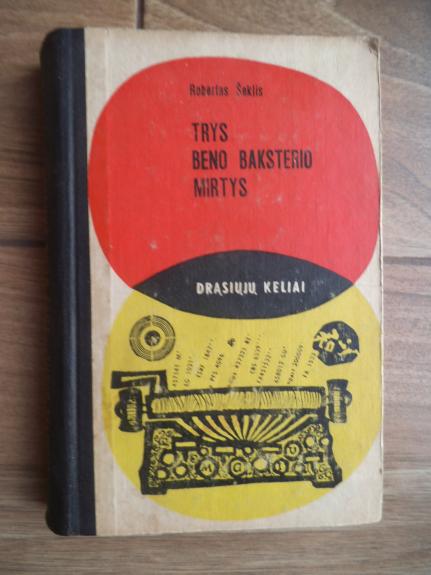 Robertas Šeklis
TRYS
BENO BAKSTERIO
MIRTYS
DRĄSIŲJŲ KELIAI